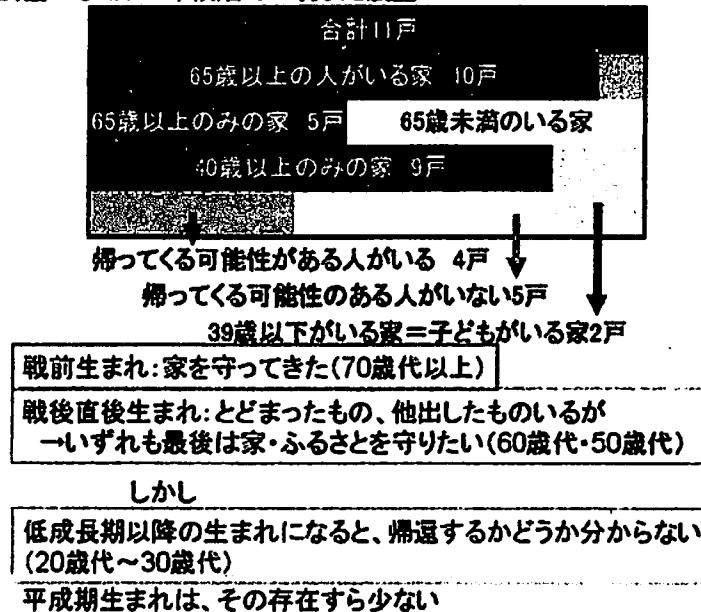 合計11戸
65歳以上の人がいる家 10戸
65歳以上のみの家 5戸 65歳未満のいる家
40歳以上のみの家 9戸
帰ってくる可能性がある人がいる 4戸
帰ってくる可能性のある人がいない5戸
39歳以下がいる家＝子どもがいる家2戸
戦前生まれ：家を守ってきた（70歳代以上）
戦後直後生まれ：とどまったもの、他出したものいるが
→いずれも最後は家・ふるさとを守りたい（60歳代・50歳代）
しかし
低成長期以降の生まれになると、帰還するかどうか分からない
（20歳代～30歳代）
平成期生まれは、その存在すら少ない